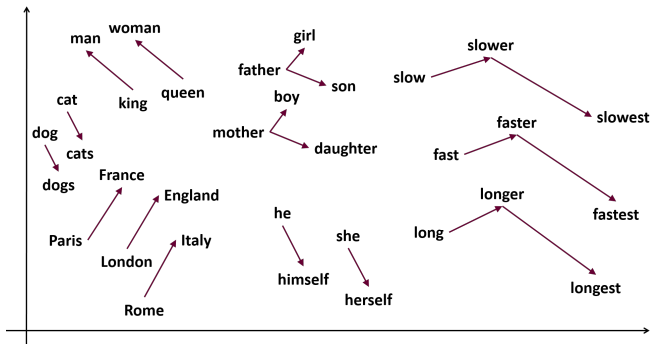 man
woman
king
queen
cat
cats
dog
dogs
France
Paris
England
London
Italy
Rome
girl
father
son
boy
mother
daughter
he
himself
she
herself
slower
slow
slowest
faster
fast
fastest
longer
long
longest